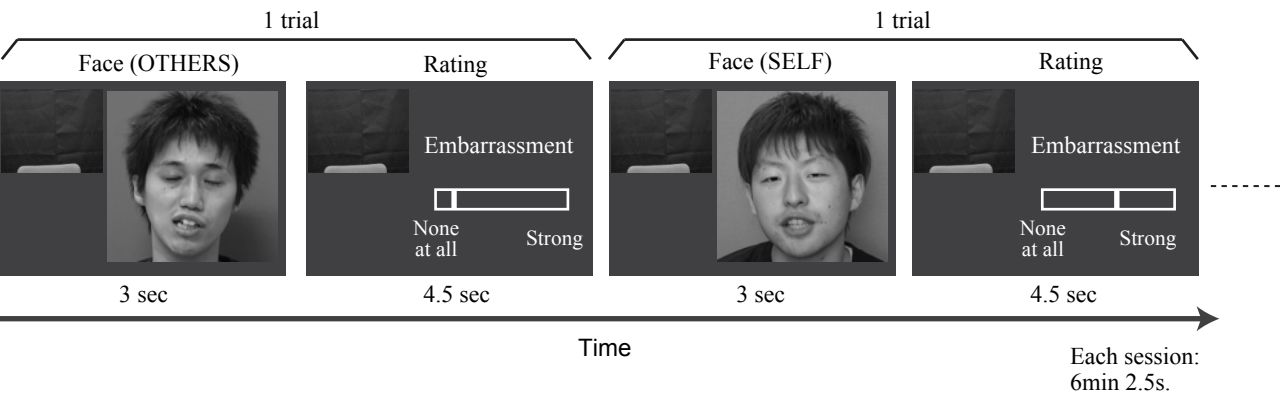 1 trial
1 trial
Face (OTHERS)
Rating
Face (SELF)
Rating
Embarrassment
None
at all
Strong
Embarrassment
None
at all
Strong
3 sec
4.5 sec
3 sec
4.5 sec
Time
Each session:
6min 2.5s.